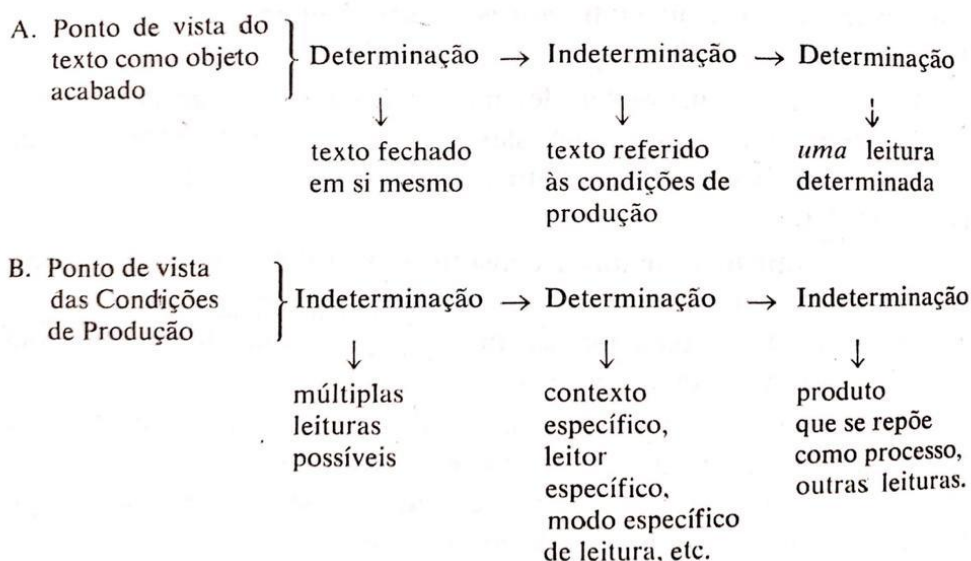 A. Ponto de vista do
texto como objeto
acabado
Determinação → Indeterminação → Determinação
texto fechado
em si mesmo
texto referido
às condições de
produção
uma leitura
determinada
B. Ponto de vista
das Condições
de Produção
Indeterminação → Determinação → Indeterminação
múltiplas
leituras
possíveis
contexto
específico,
leitor
específico,
modo específico
de leitura, etc.
produto
que se repõe
como processo,
outras leituras.